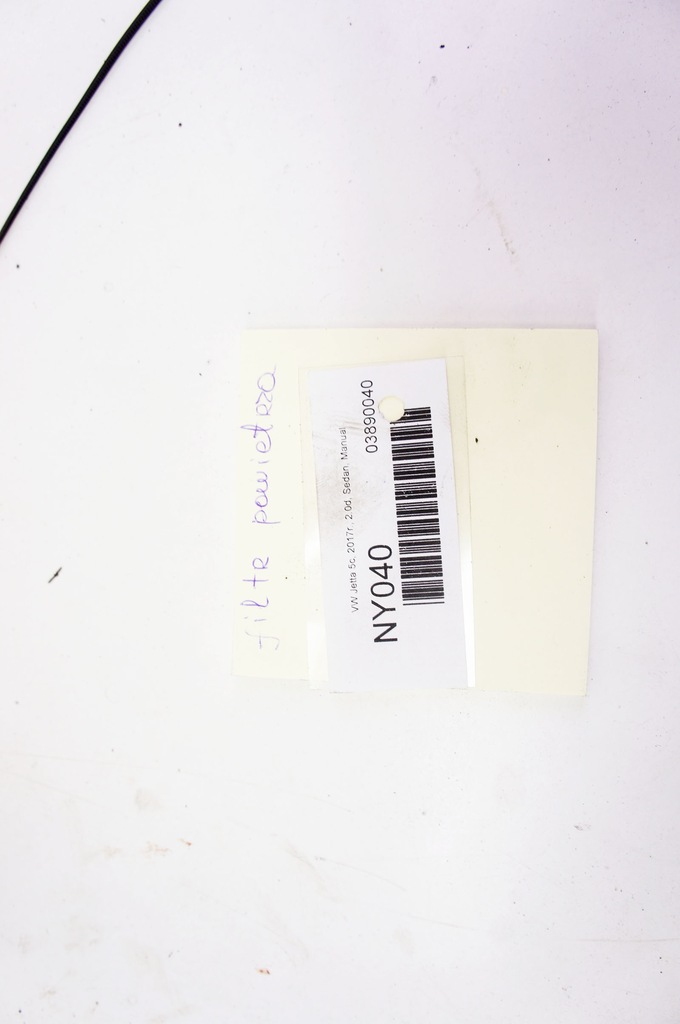 filtr powietrza
VW Jetta 5c, 2017r., 2.0d, Sedan, Manual
NY040
03890040